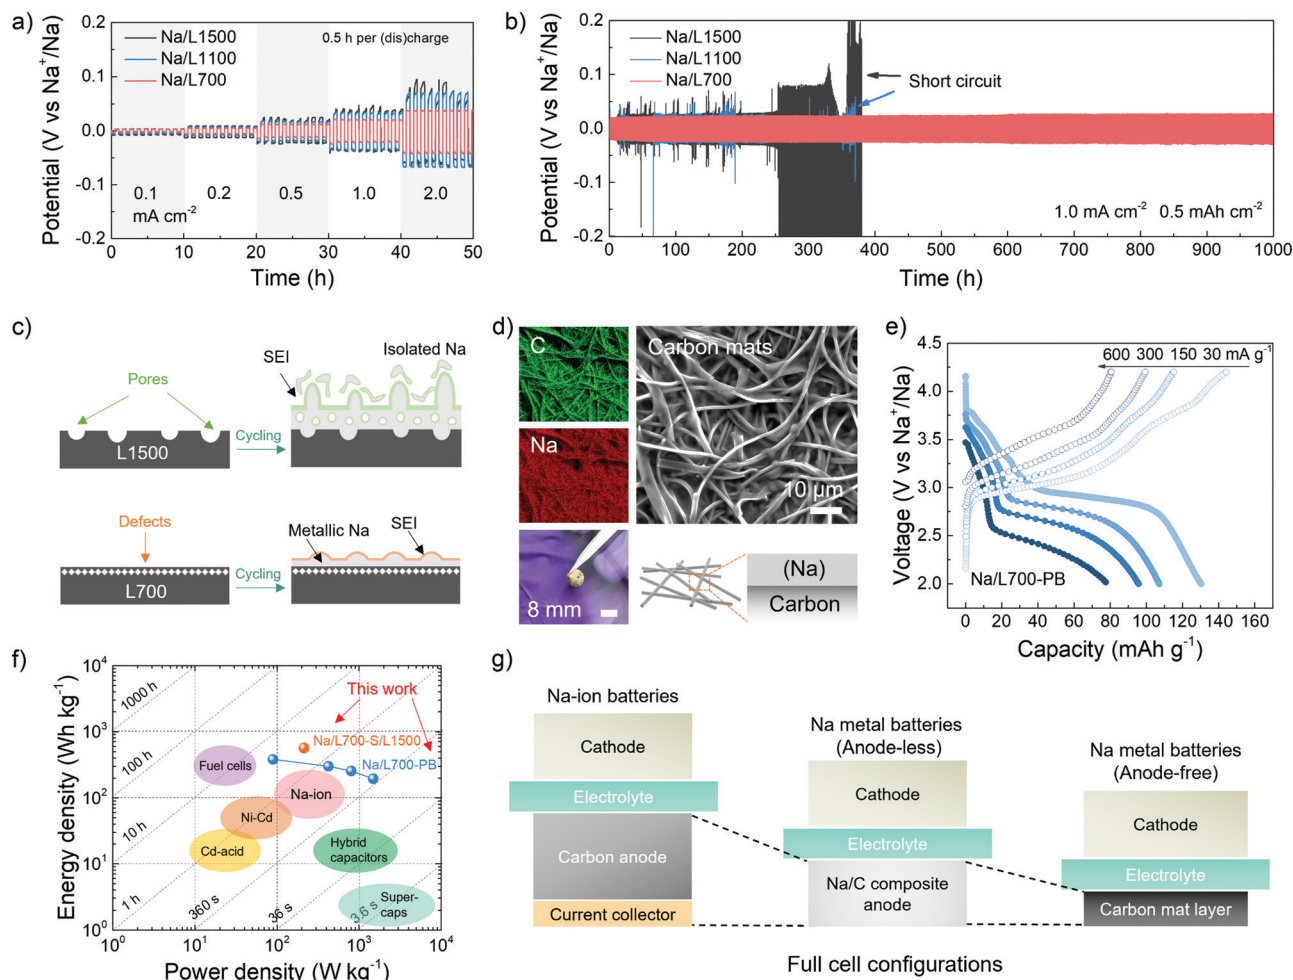 a)
Na/L1500
Na/L1100
Na/L700
0.5 h per (dis)charge
Potential (V vs Na⁺/Na)
0.2
0.1
0.0
-0.1
-0.2
0.1
0.2
0.5
1.0
2.0
mA cm⁻²
0
10
20
30
40
50
Time (h)
b)
Na/L1500
Na/L1100
Na/L700
Short circuit
Potential (V vs Na⁺/Na)
0.2
0.1
0.0
-0.1
-0.2
1.0 mA cm⁻² 0.5 mAh cm⁻²
0
100
200
300
400
500
600
700
800
900
1000
Time (h)
c)
Pores
L1500
Cycling
SEI
Isolated Na
Defects
L700
Cycling
Metallic Na
SEI
d)
C
Na
8 mm
Carbon mats
10 μm
(Na)
Carbon
e)
600 300 150 30 mA g⁻¹
Voltage (V vs Na⁺/Na)
4.5
4.0
3.5
3.0
2.5
2.0
Na/L700-PB
0
20
40
60
80
100
120
140
160
Capacity (mAh g⁻¹)
f)
Energy density (Wh kg⁻¹)
10⁴
10³
10²
10¹
10⁰
1000 h
100 h
10 h
1 h
360 s
36 s
3.6 s
This work
Na/L700-S/L1500
Na/L700-PB
Fuel cells
Na-ion
Ni-Cd
Cd-acid
Hybrid
capacitors
Super-
caps
10⁰
10¹
10²
10³
10⁴
Power density (W kg⁻¹)
g)
Na-ion batteries
Cathode
Electrolyte
Carbon anode
Current collector
Na metal batteries
(Anode-less)
Cathode
Electrolyte
Na/C composite
anode
Na metal batteries
(Anode-free)
Cathode
Electrolyte
Carbon mat layer
Full cell configurations